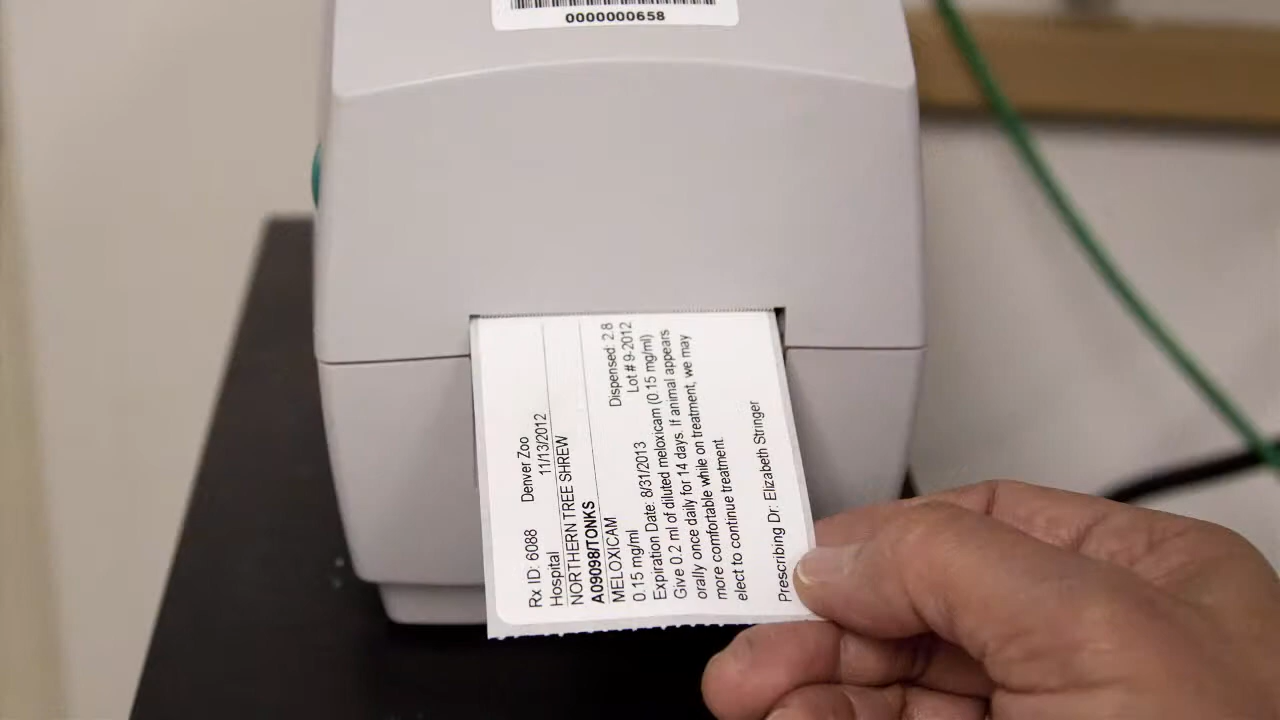 0000000658
Rx ID: 6088 Denver Zoo
Hospital 11/13/2012
NORTHERN TREE SHREW
A09098/TONKS
MELOXICAM Dispensed: 2.8
0.15 mg/ml Lot # 9-2012
Expiration Date: 8/31/2013
Give 0.2 ml of diluted meloxicam (0.15 mg/ml)
orally once daily for 14 days. If animal appears
more comfortable while on treatment, we may
elect to continue treatment
Prescribing Dr: Elizabeth Stringer